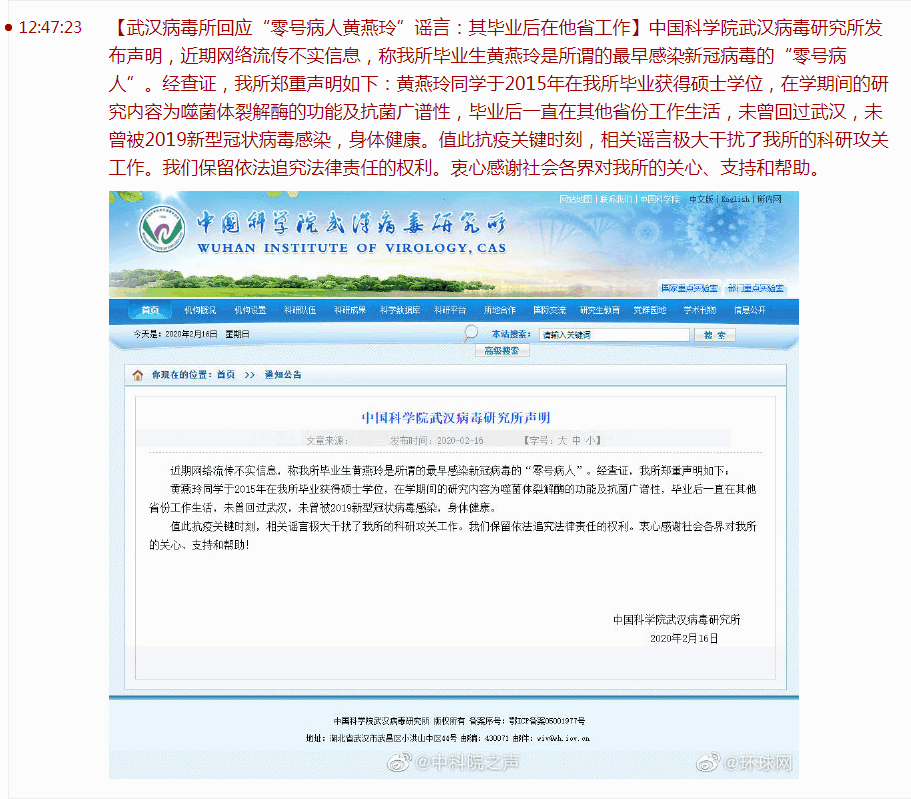 12:47:23
【武汉病毒所回应“零号病人黄燕玲”谣言：其毕业后在他省工作】中国科学院武汉病毒研究所发
布声明，近期网络流传不实信息，称我所毕业生黄燕玲是所谓的最早感染新冠病毒的“零号病
人”。经查证，我所郑重声明如下：黄燕玲同学于2015年在我所毕业获得硕士学位，在学期间的研
究内容为噬菌体裂解酶的功能及抗菌广谱性，毕业后一直在其他省份工作生活，未曾回过武汉，未
曾被2019新型冠状病毒感染，身体健康。值此抗疫关键时刻，相关谣言极大干扰了我所的科研攻关
工作。我们保留依法追究法律责任的权利。衷心感谢社会各界对我所的关心、支持和帮助。
网站地图 | 联系我们 | 中国科学院 中文版 | English | 所内网
中国科学院武汉病毒研究所
WUHAN INSTITUTE OF VIROLOGY, CAS
国家重点实验室 部门重点实验室
首页 机构概况 机构设置 科研队伍 科研成果 科学数据库 科研平台 所地合作 国际交流 研究生教育 党群园地 学术刊物 信息公开
今天是：2020年2月16日 星期日 本站搜索： 请输入关键词 搜 索
高级搜索
你现在的位置：首页 >> 通知公告
中国科学院武汉病毒研究所声明
文章来源： 发布时间：2020-02-16 【字号：大 中 小】
近期网络流传不实信息，称我所毕业生黄燕玲是所谓的最早感染新冠病毒的“零号病人”。经查证，我所郑重声明如下：
黄燕玲同学于2015年在我所毕业获得硕士学位，在学期间的研究内容为噬菌体裂解酶的功能及抗菌广谱性，毕业后一直在其他
省份工作生活，未曾回过武汉，未曾被2019新型冠状病毒感染，身体健康。
值此抗疫关键时刻，相关谣言极大干扰了我所的科研攻关工作。我们保留依法追究法律责任的权利。衷心感谢社会各界对我所
的关心、支持和帮助！
中国科学院武汉病毒研究所
2020年2月16日
中国科学院武汉病毒研究所 版权所有 备案序号：鄂ICP备案05001977号
地址：湖北省武汉市武昌区小洪山中区44号 邮编：430071 邮件：wiv@wh.iov.cn
@中科院之声 @环球网